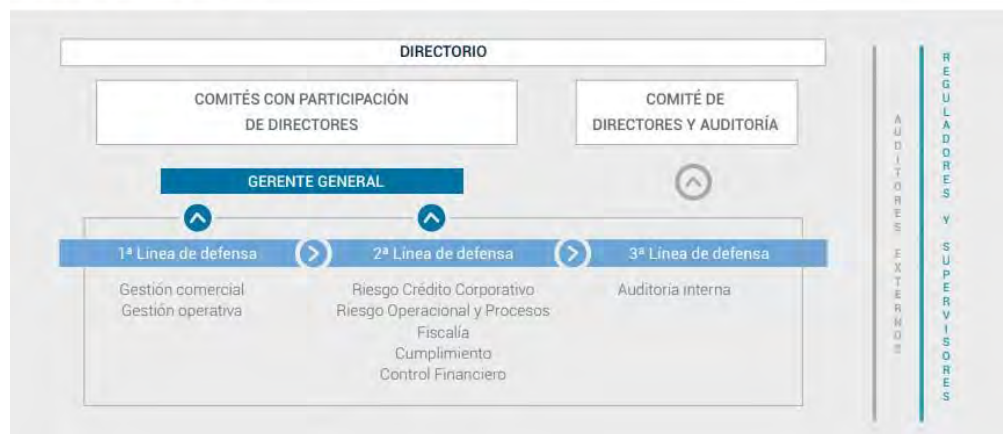 DIRECTORIO
COMITÉS CON PARTICIPACIÓN
DE DIRECTORES
COMITÉ DE
DIRECTORES Y AUDITORÍA
GERENTE GENERAL
1ª Línea de defensa
2ª Línea de defensa
3ª Línea de defensa
Gestión comercial
Gestión operativa
Riesgo Crédito Corporativo
Riesgo Operacional y Procesos
Fiscalía
Cumplimiento
Control Financiero
Auditoria interna
AUDITORES EXTERNOS
REGULADORES Y SUPERVISORES